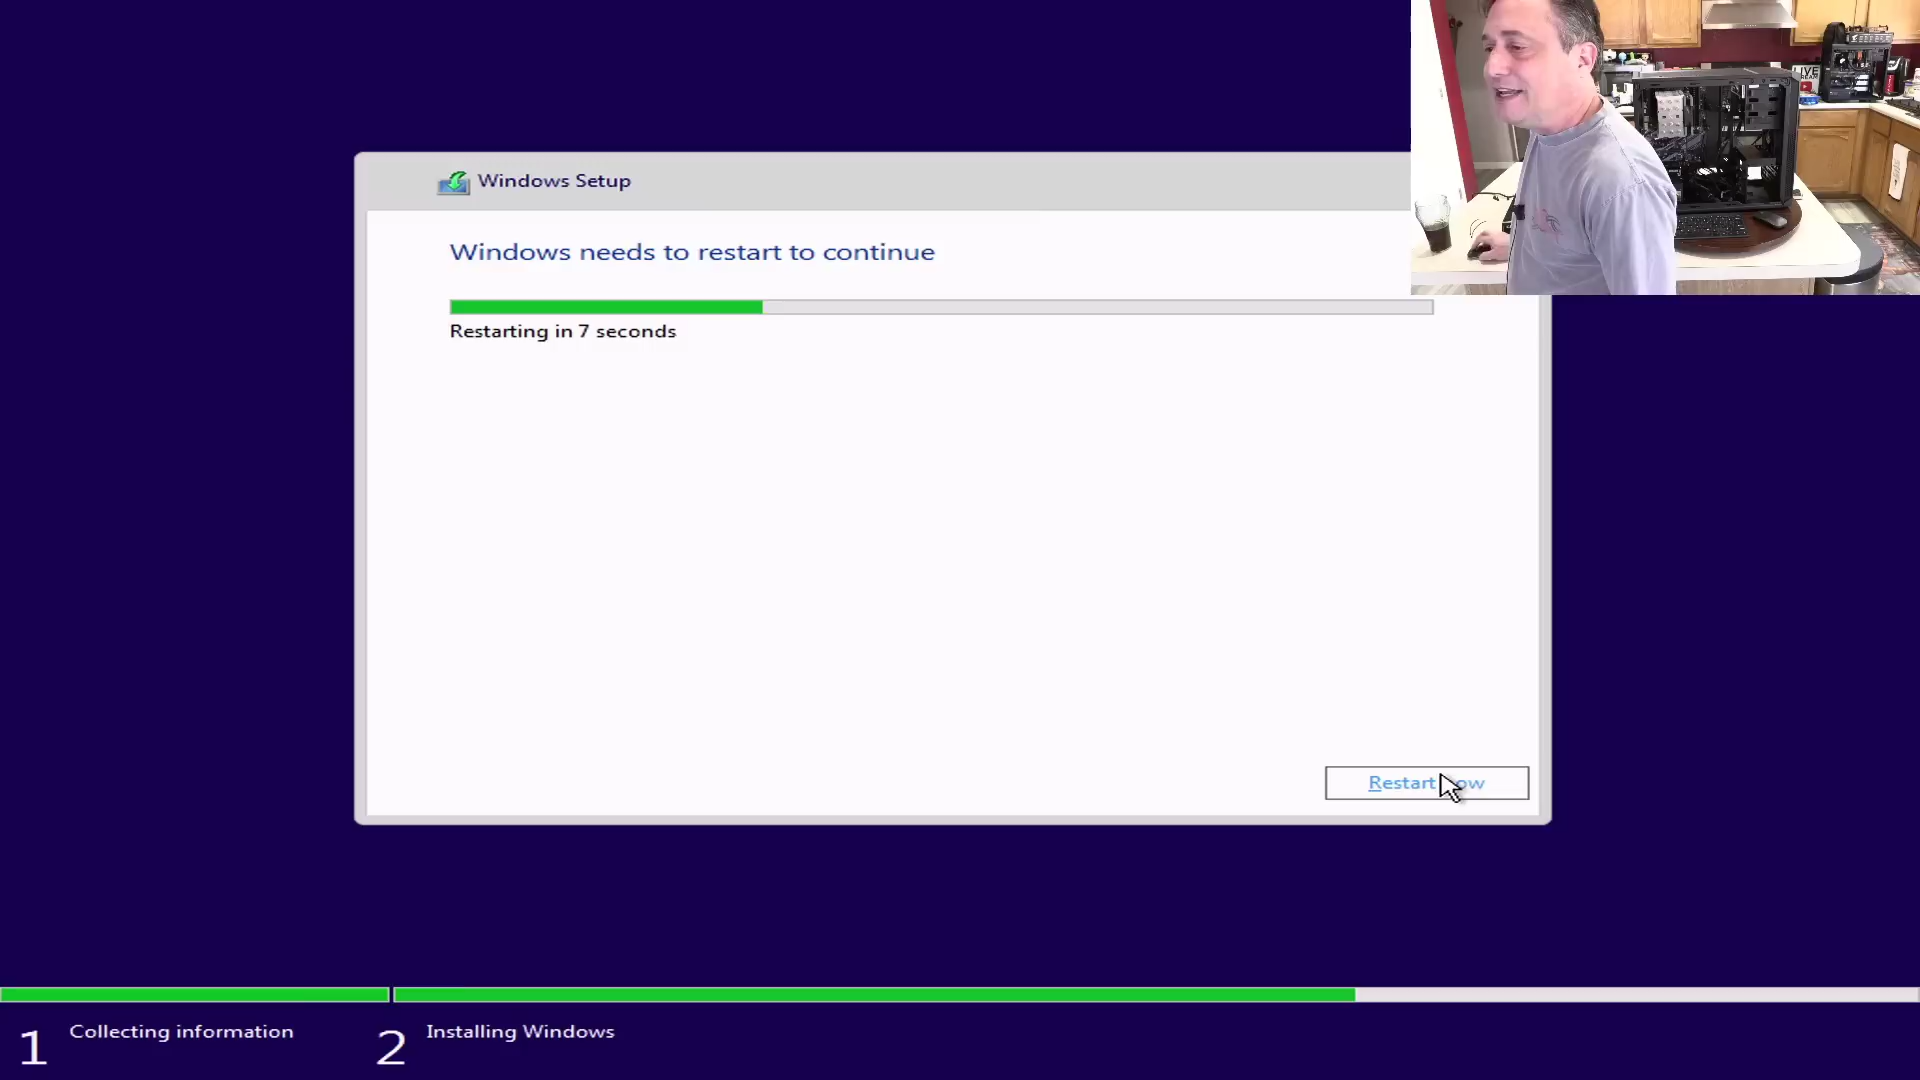 Windows Setup
Windows needs to restart to continue
Restarting in 7 seconds
Restart
LIVE
1 Collecting information
2 Installing Windows